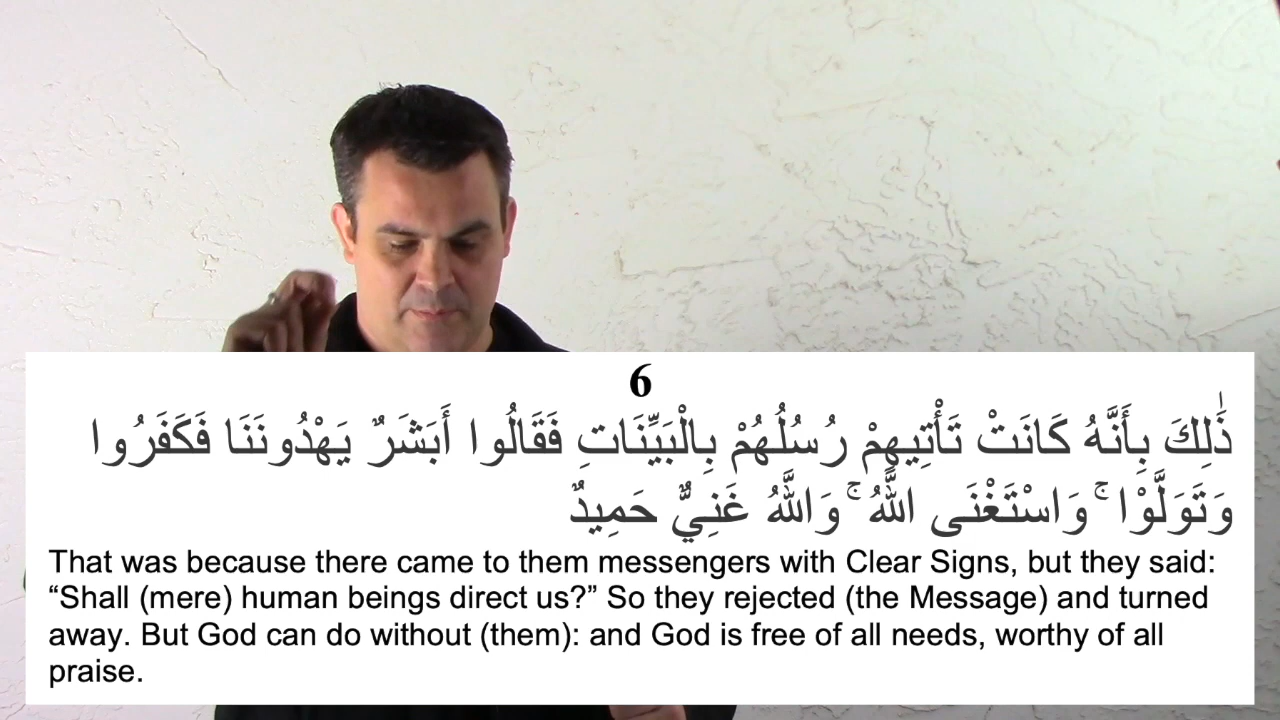 6
ذَٰلِكَ بِأَنَّهُ كَانَتْ تَأْتِيهِمْ رُسُلُهُمْ بِالْبَيِّنَاتِ فَقَالُوا أَبَشَرٌ يَهْدُونَنَا فَكَفَرُوا
وَتَوَلَّوْا ۚ وَاسْتَغْنَى اللَّهُ ۚ وَاللَّهُ غَنِيٌّ حَمِيدٌ
That was because there came to them messengers with Clear Signs, but they said:
“Shall (mere) human beings direct us?” So they rejected (the Message) and turned
away. But God can do without (them): and God is free of all needs, worthy of all
praise.